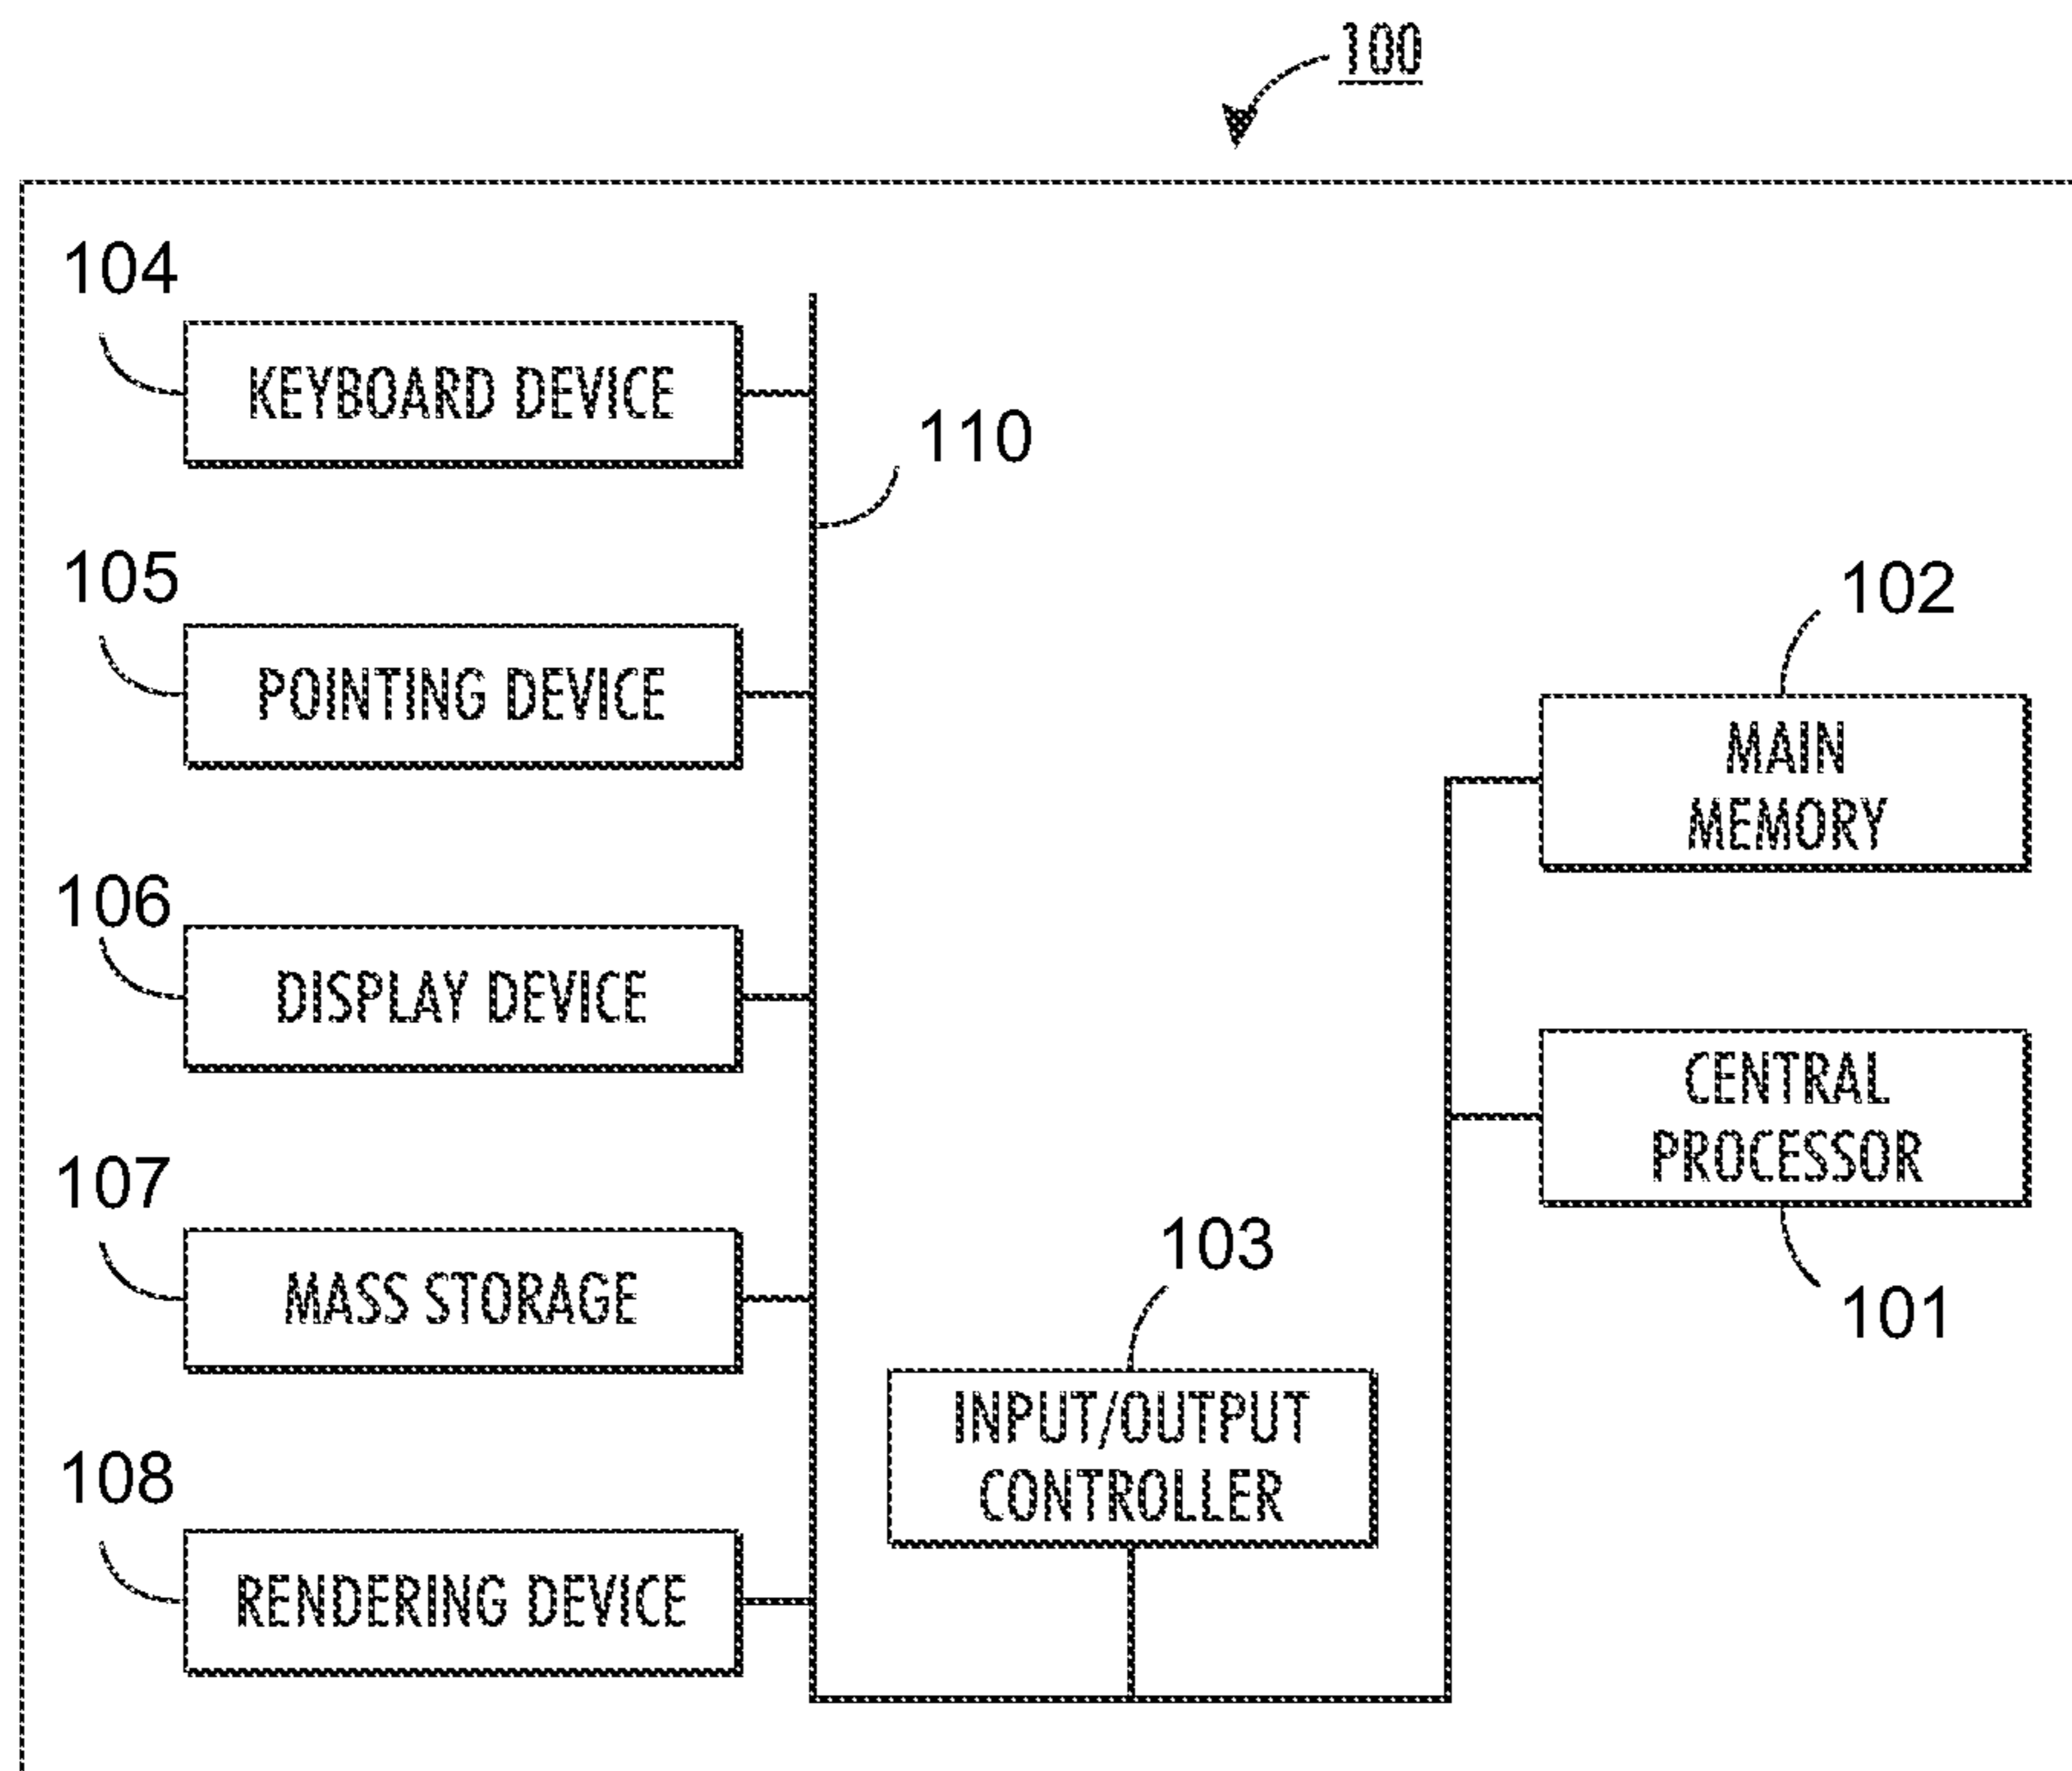 100
104
KEYBOARD DEVICE
110
105
POINTING DEVICE
102
MAIN
MEMORY
106
DISPLAY DEVICE
CENTRAL
PROCESSOR
101
107
MASS STORAGE
103
INPUT/OUTPUT
CONTROLLER
108
RENDERING DEVICE